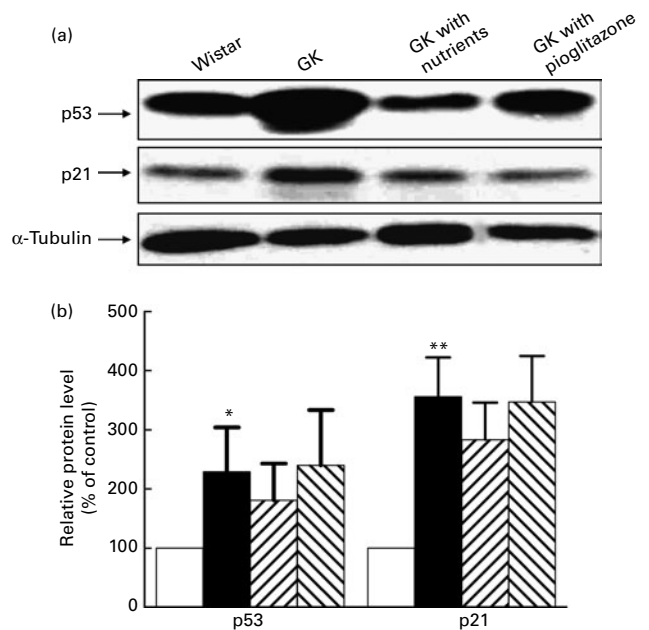 (a)
Wistar
GK
GK with
nutrients
GK with
pioglitazone
p53
p21
α-Tubulin
(b)
Relative protein level
(% of control)
500
400
300
200
100
0
*
**
p53
p21